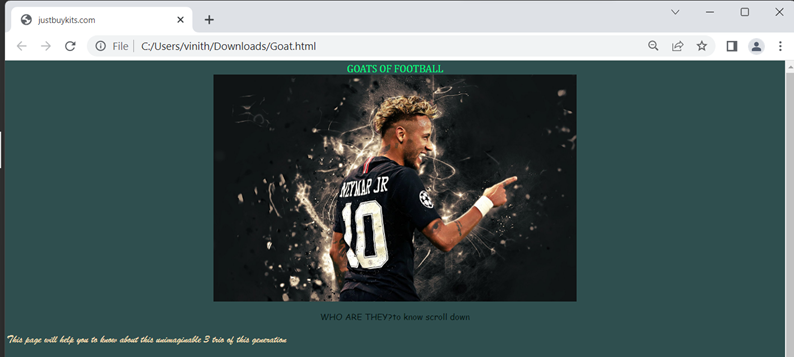 justbuykits.com
File
C:/Users/vinith/Downloads/Goat.html
GOATS OF FOOTBALL
NEYMAR JR
10
WHO ARE THEY?to know scroll down
This page will help you to know about this unimaginable 3 trio of this generation